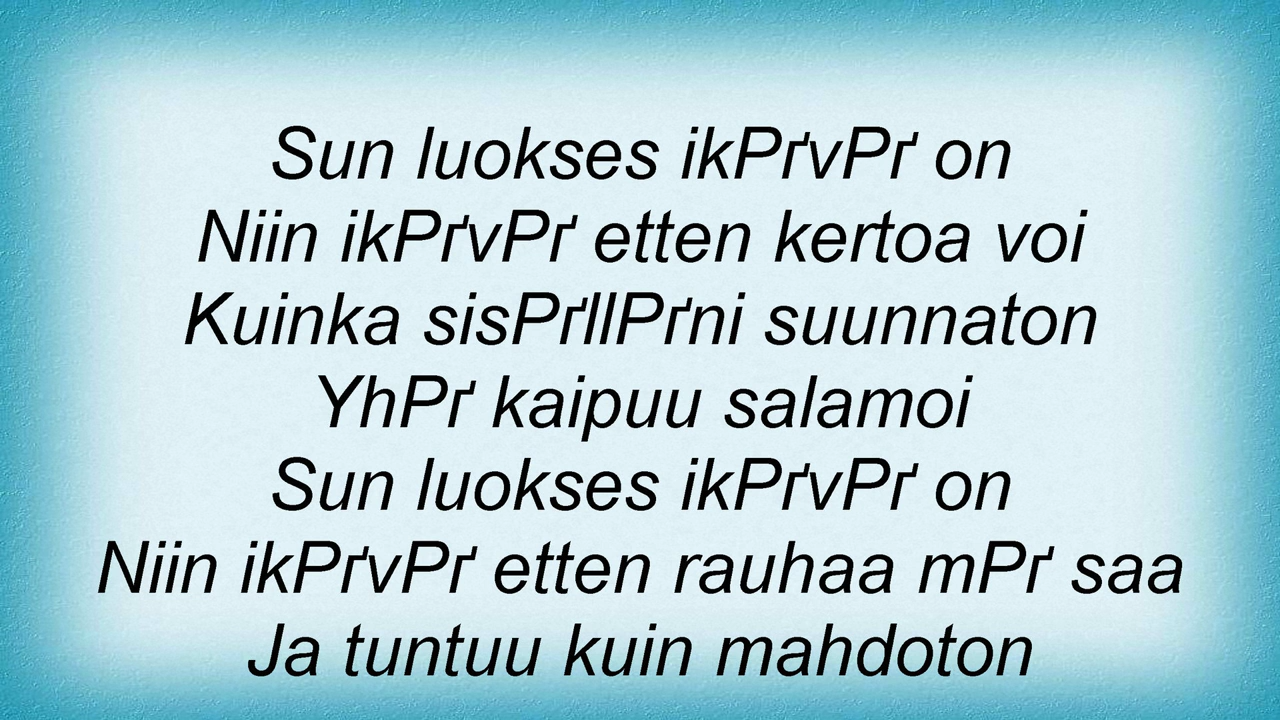 Sun luokses ikPґvPґ on
Niin ikPґvPґ etten kertoa voi
Kuinka sisPґllPґni suunnaton
YhPґ kaipuu salamoi
Sun luokses ikPґvPґ on
Niin ikPґvPґ etten rauhaa mPґ saa
Ja tuntuu kuin mahdoton